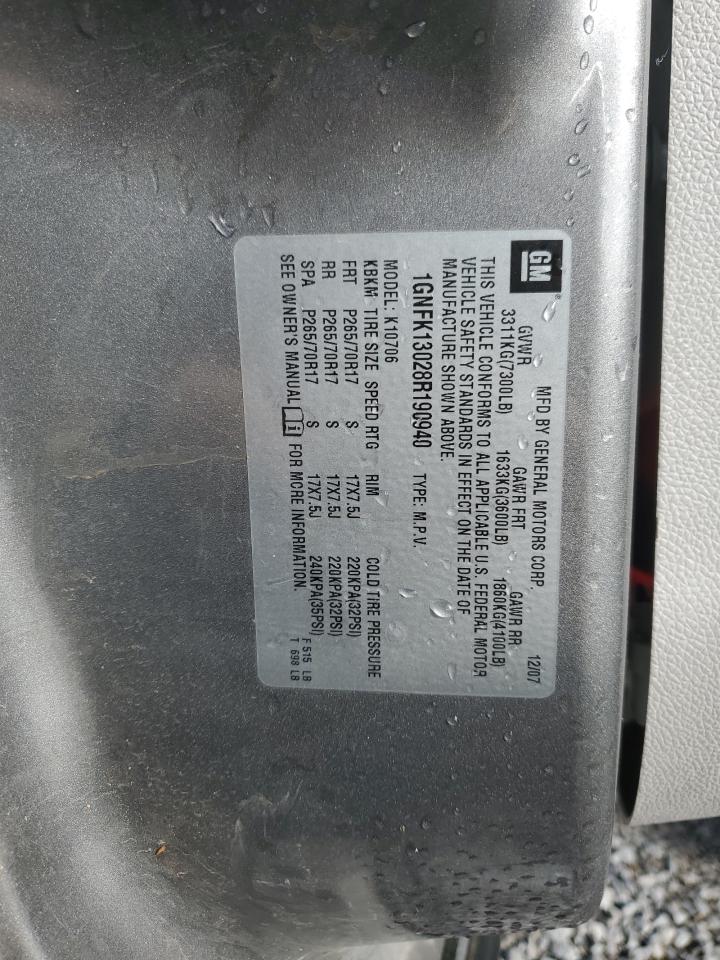 GM®
MFD BY GENERAL MOTORS CORP. 12/07
GVWR GAWR FRT GAWR RR
3311KG(7300LB) 1633KG(3600LB) 1860KG(4100LB)
THIS VEHICLE CONFORMS TO ALL APPLICABLE U.S. FEDERAL MOTOR
VEHICLE SAFETY STANDARDS IN EFFECT ON THE DATE OF
MANUFACTURE SHOWN ABOVE.
1GNFK13028R190940 TYPE: M.P.V.
MODEL: K10706
KBKM TIRE SIZE SPEED RTG RIM COLD TIRE PRESSURE
FRT P265/70R17 S 17X7.5J 220KPA(32PSI)
RR P265/70R17 S 17X7.5J 220KPA(32PSI)
SPA P265/70R17 S 17X7.5J 240KPA(35PSI)
SEE OWNER'S MANUAL FOR MORE INFORMATION.
F 515 LB
T 698 LB